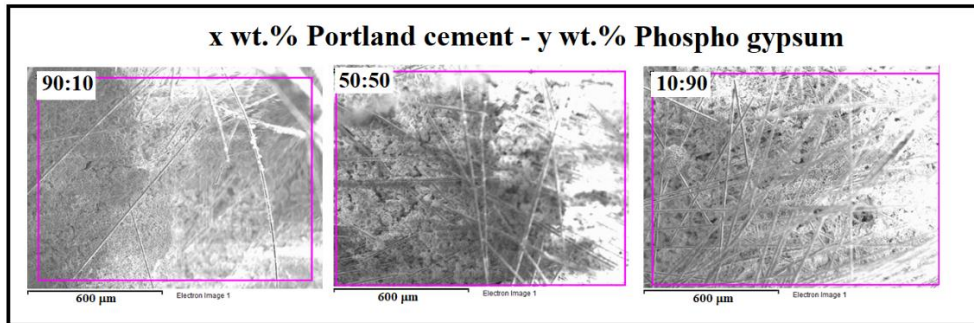 x wt.% Portland cement - y wt.% Phospho gypsum
90:10
50:50
10:90
600 µm
Electron Image 1
600 µm
Electron Image 1
600 µm
Electron Image 1